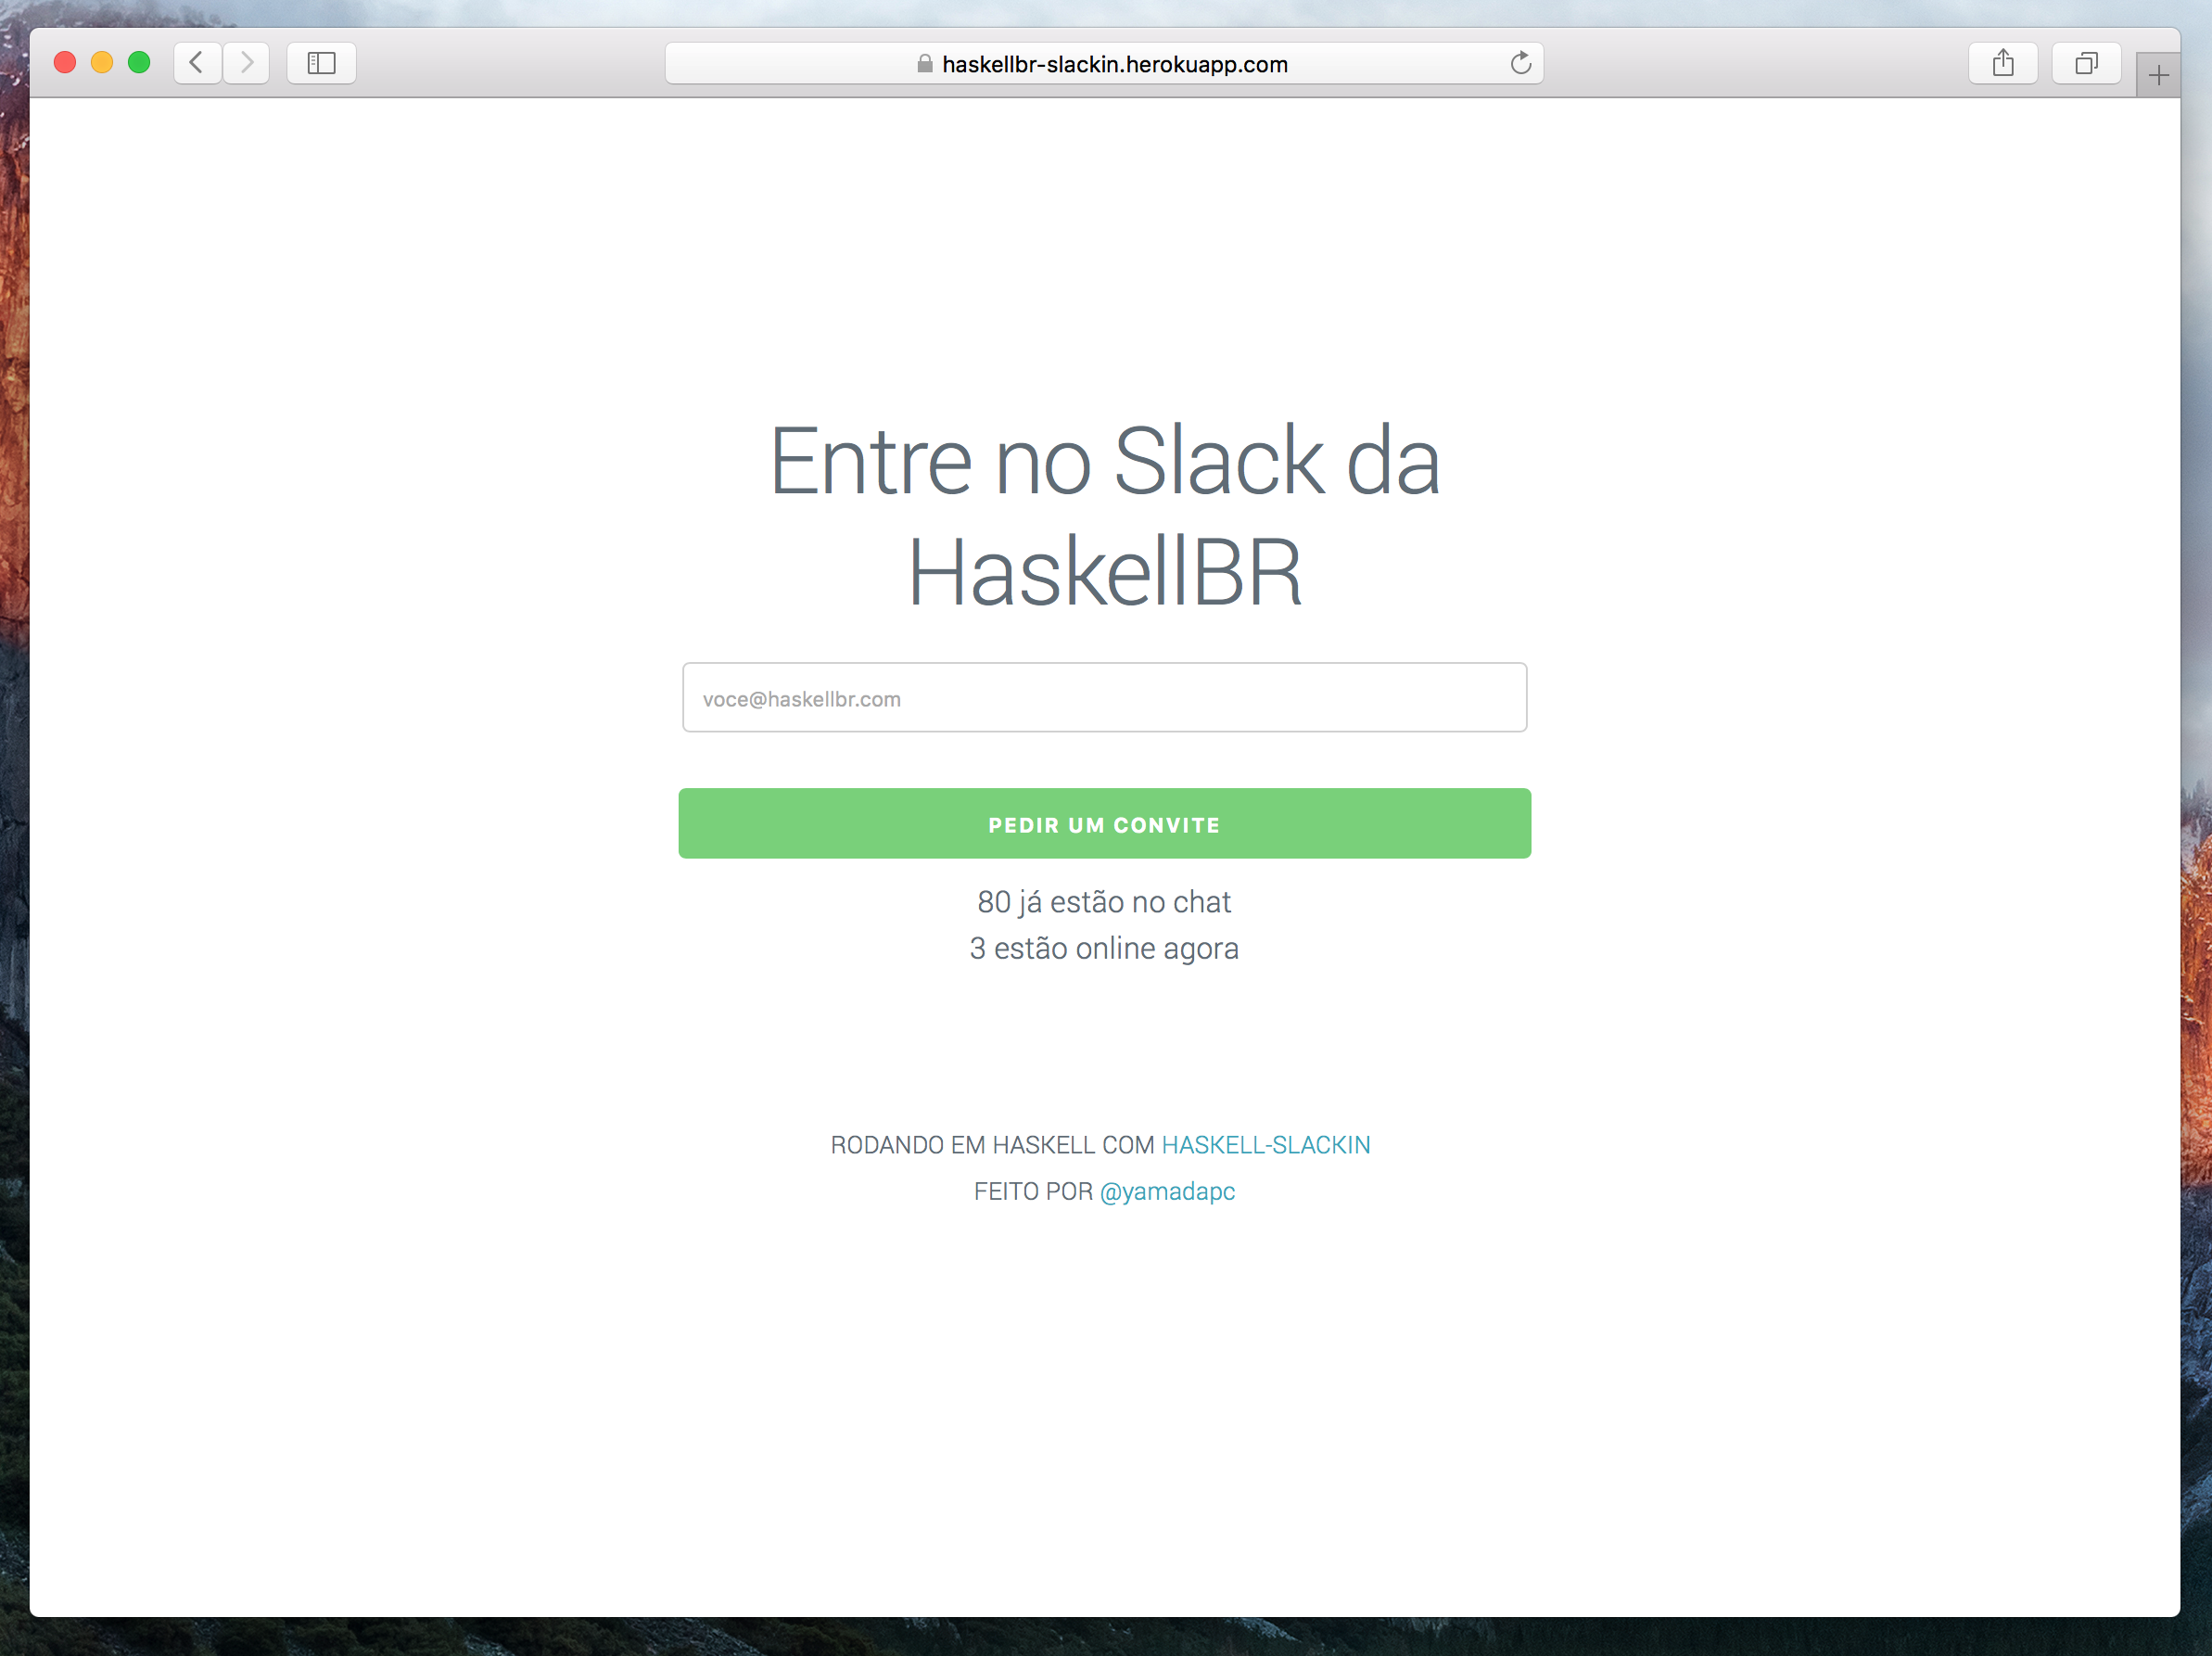 haskellbr-slackin.herokuapp.com
Entre no Slack da
HaskellBR
voce@haskellbr.com
PEDIR UM CONVITE
80 já estão no chat
3 estão online agora
RODANDO EM HASKELL COM HASKELL-SLACKIN
FEITO POR @yamadapc